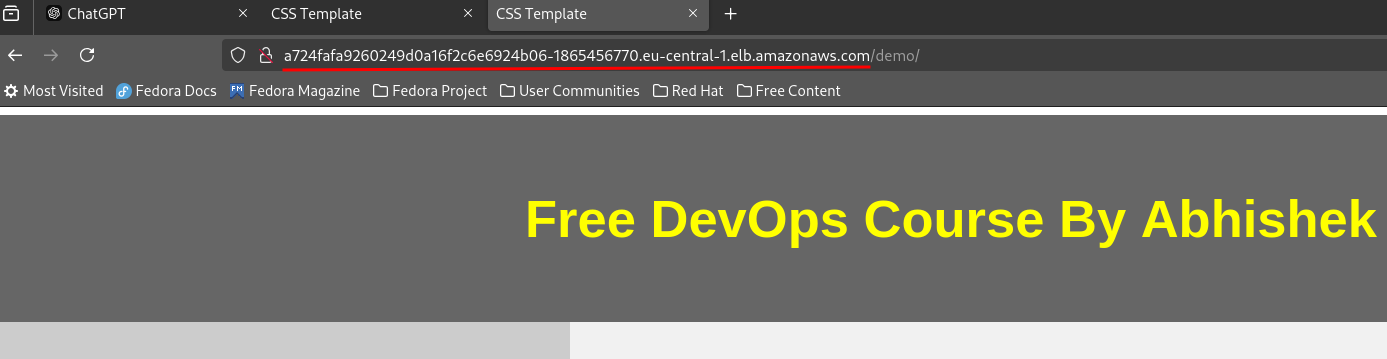 ChatGPT CSS Template CSS Template
a724fafa9260249d0a16f2c6e6924b06-1865456770.eu-central-1.elb.amazonaws.com/demo/
Most Visited Fedora Docs FM Fedora Magazine Fedora Project User Communities Red Hat Free Content
Free DevOps Course By Abhishek